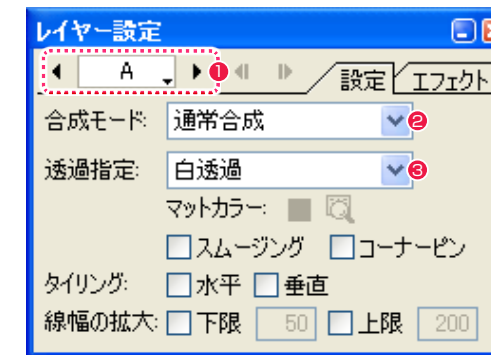 レイヤー設定
A 1 設定 エフェクト
合成モード: 通常合成 2
透過指定: 白透過 3
マットカラー:
スムージング コーナーピン
タイリング: 水平 垂直
線幅の拡大: 下限 50 上限 200